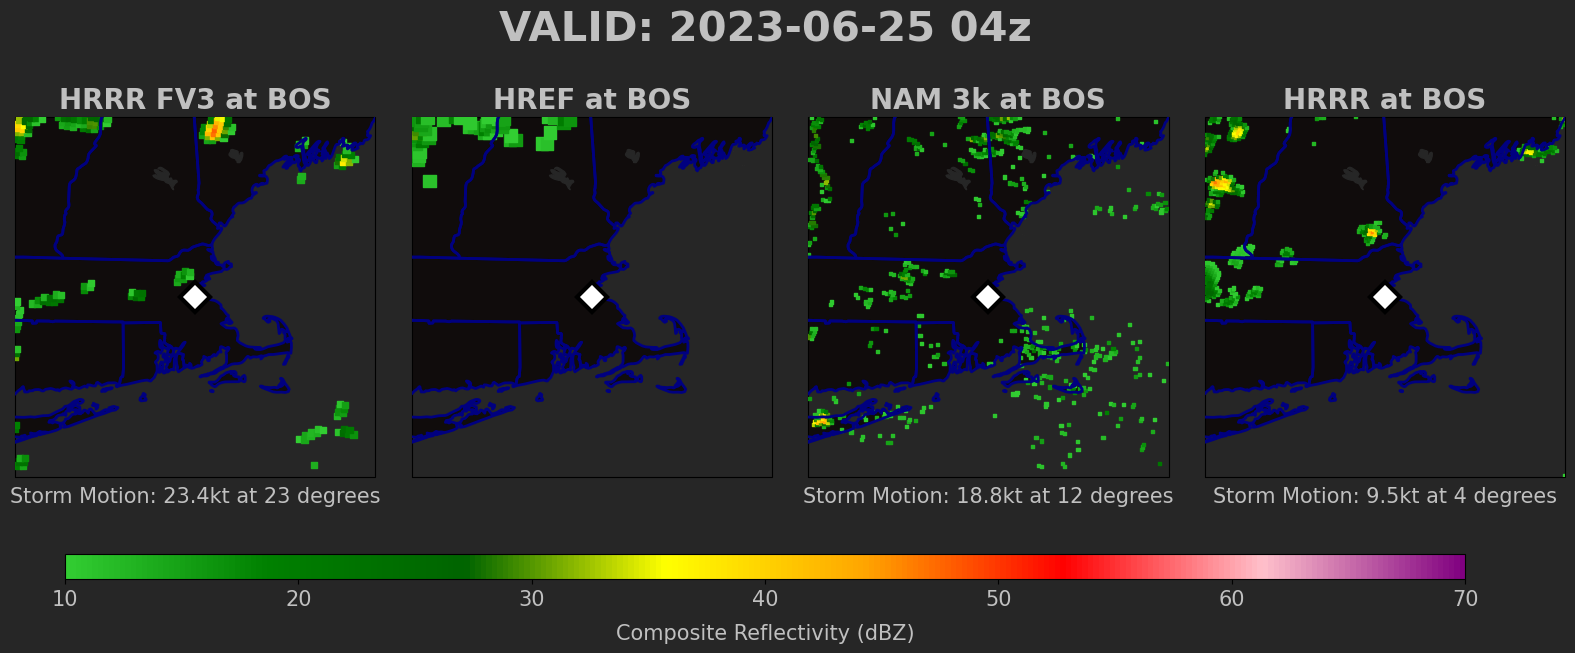 VALID: 2023-06-25 04z
HRRR FV3 at BOS
HREF at BOS
NAM 3k at BOS
HRRR at BOS
Storm Motion: 23.4kt at 23 degrees
Storm Motion: 18.8kt at 12 degrees
Storm Motion: 9.5kt at 4 degrees
10 20 30 40 50 60 70
Composite Reflectivity (dBZ)